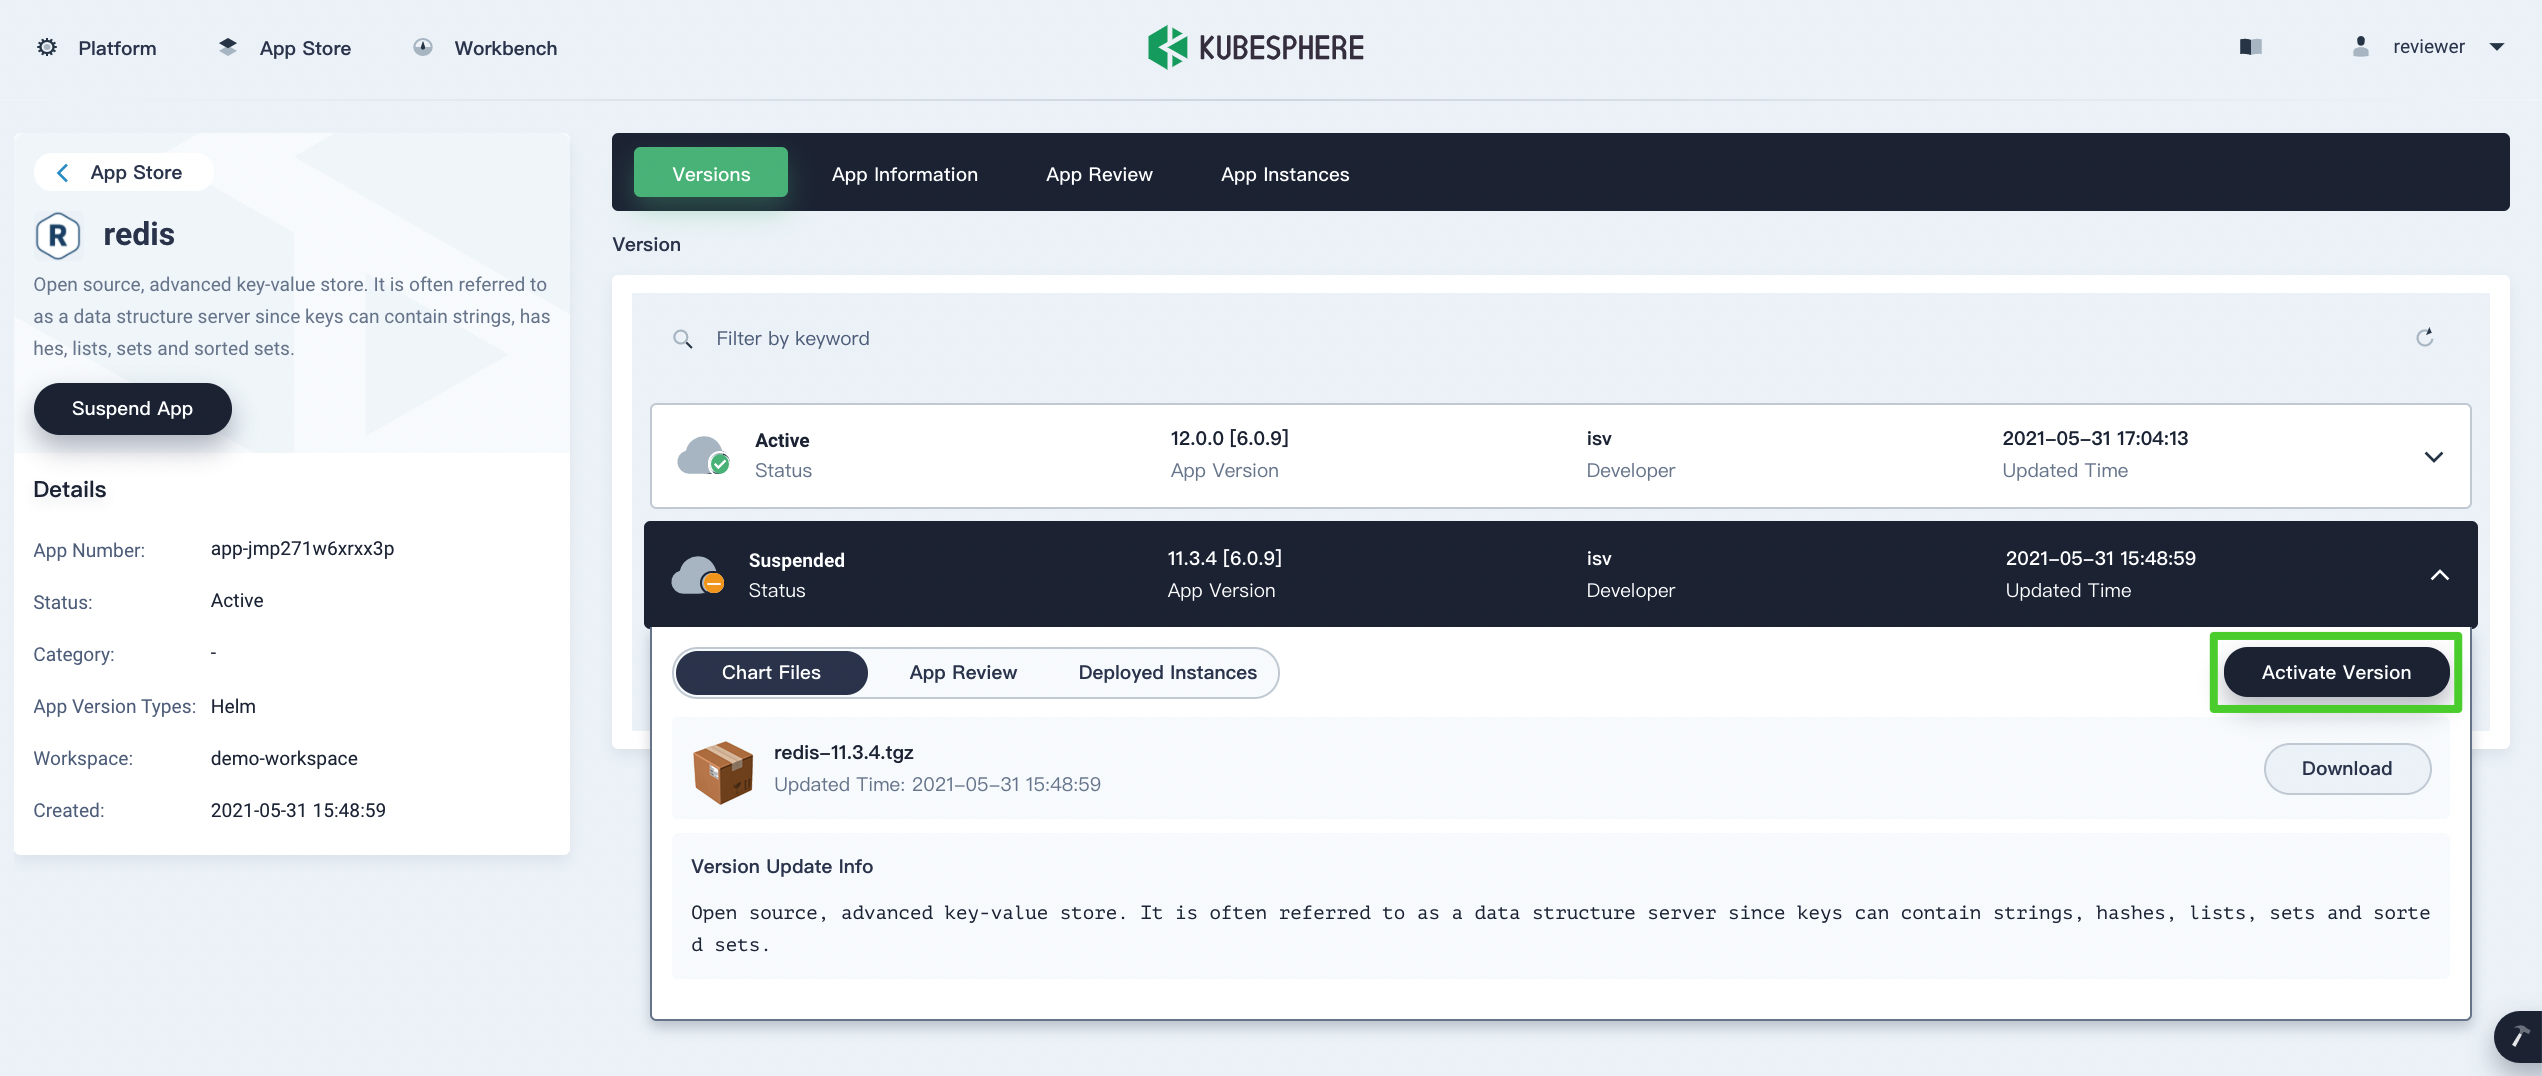 Platform
App Store
Workbench
KUBESPHERE
reviewer
App Store
R redis
Open source, advanced key-value store. It is often referred to
as a data structure server since keys can contain strings, has
hes, lists, sets and sorted sets.
Suspend App
Details
App Number: app-jmp271w6xrxx3p
Status: Active
Category: -
App Version Types: Helm
Workspace: demo-workspace
Created: 2021-05-31 15:48:59
Versions App Information App Review App Instances
Version
Filter by keyword
Active 12.0.0 [6.0.9] isv 2021-05-31 17:04:13
Status App Version Developer Updated Time
Suspended 11.3.4 [6.0.9] isv 2021-05-31 15:48:59
Status App Version Developer Updated Time
Chart Files App Review Deployed Instances Activate Version
redis-11.3.4.tgz
Updated Time: 2021-05-31 15:48:59
Download
Version Update Info
Open source, advanced key-value store. It is often referred to as a data structure server since keys can contain strings, hashes, lists, sets and sorte
d sets.